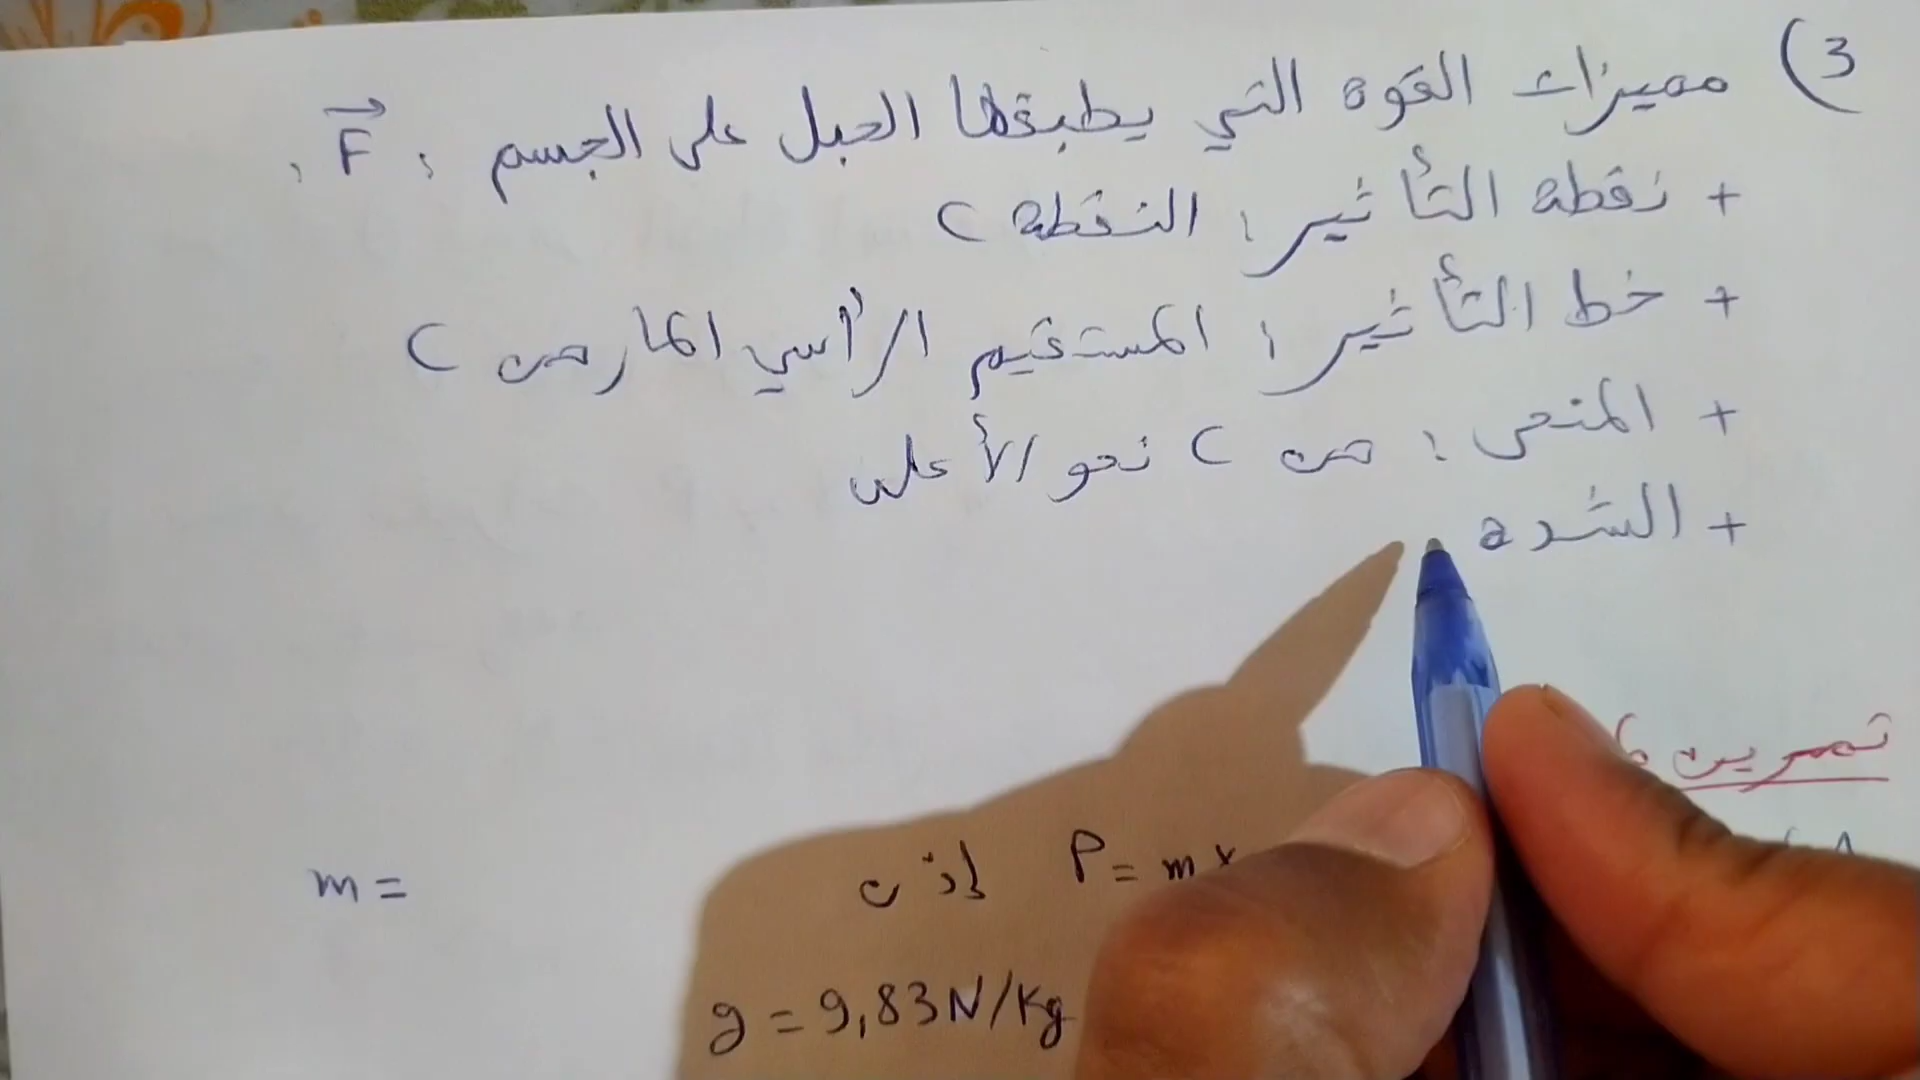 3) مميزات القوة التي يطبقها الحبل على الجسم : F⃗ :
+ نقطة التأثير : النقطة C
+ خط التأثير : المستقيم الرأسي المار من C
+ المنحى : من C نحو الأعلى
+ الشدة
تمرين
P = m x إذن m =
g = 9,83 N/Kg